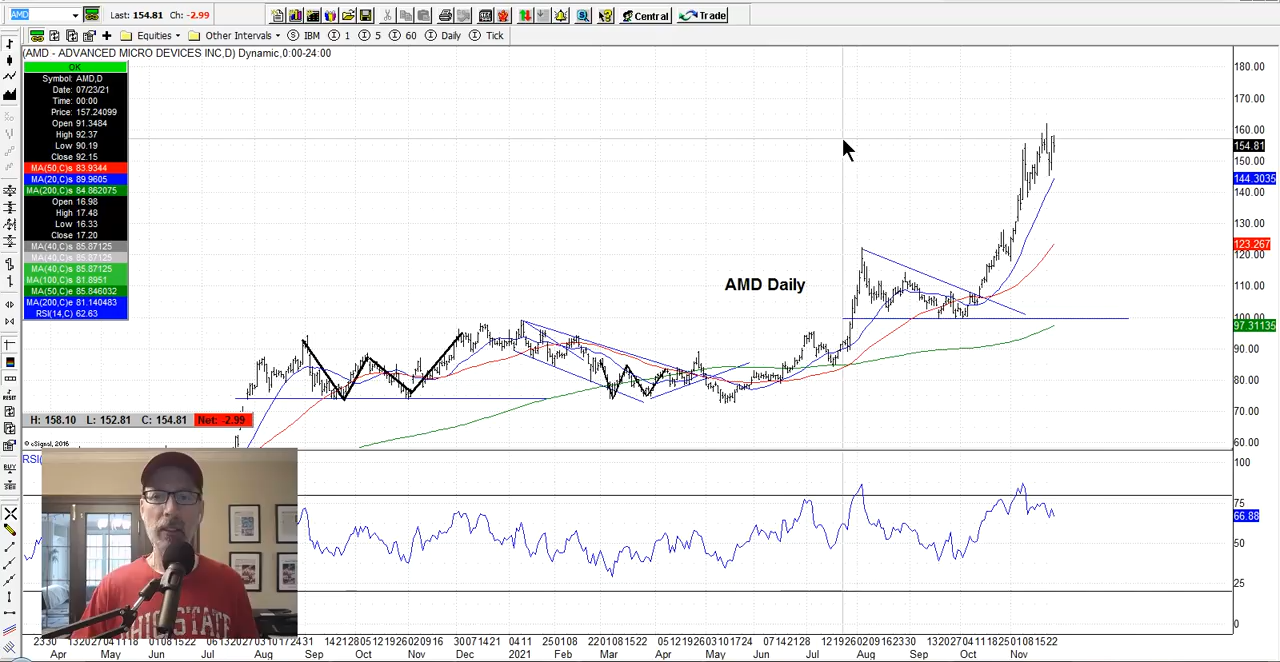 AMD Last: 154.81 Ch: -2.99 Central Trade
Equities Other Intervals S IBM I 1 I 5 I 60 I Daily I Tick
(AMD - ADVANCED MICRO DEVICES INC,D) Dynamic,0:00-24:00
OK
Symbol: AMD,D
Date: 07/23/21
Time: 00:00
Price: 157.24099
Open 91.3484
High 92.37
Low 90.19
Close 92.15
MA(50,C)s 83.9344
MA(20,C)s 89.9605
MA(200,C)s 84.862075
Open 16.98
High 17.48
Low 16.33
Close 17.20
MA(40,C)s 85.87125
MA(40,C)s 85.87125
MA(40,C)s 85.87125
MA(100,C)s 81.8951
MA(50,C)e 85.846032
MA(200,C)e 81.140483
RSI(14,C) 62.63
180.00
170.00
160.00
154.81
150.00
144.3035
140.00
130.00
123.267
120.00
110.00
100.00
97.31135
90.00
80.00
70.00
60.00
AMD Daily
H: 158.10 L: 152.81 C: 154.81 Net: -2.99
© eSignal, 2016
RSI(
100
75
66.88
50
25
0
RESET
BUY
OHIO STATE
Apr May Jun Jul Aug Sep Oct Nov Dec 2021 Feb Mar Apr May Jun Jul Aug Sep Oct Nov